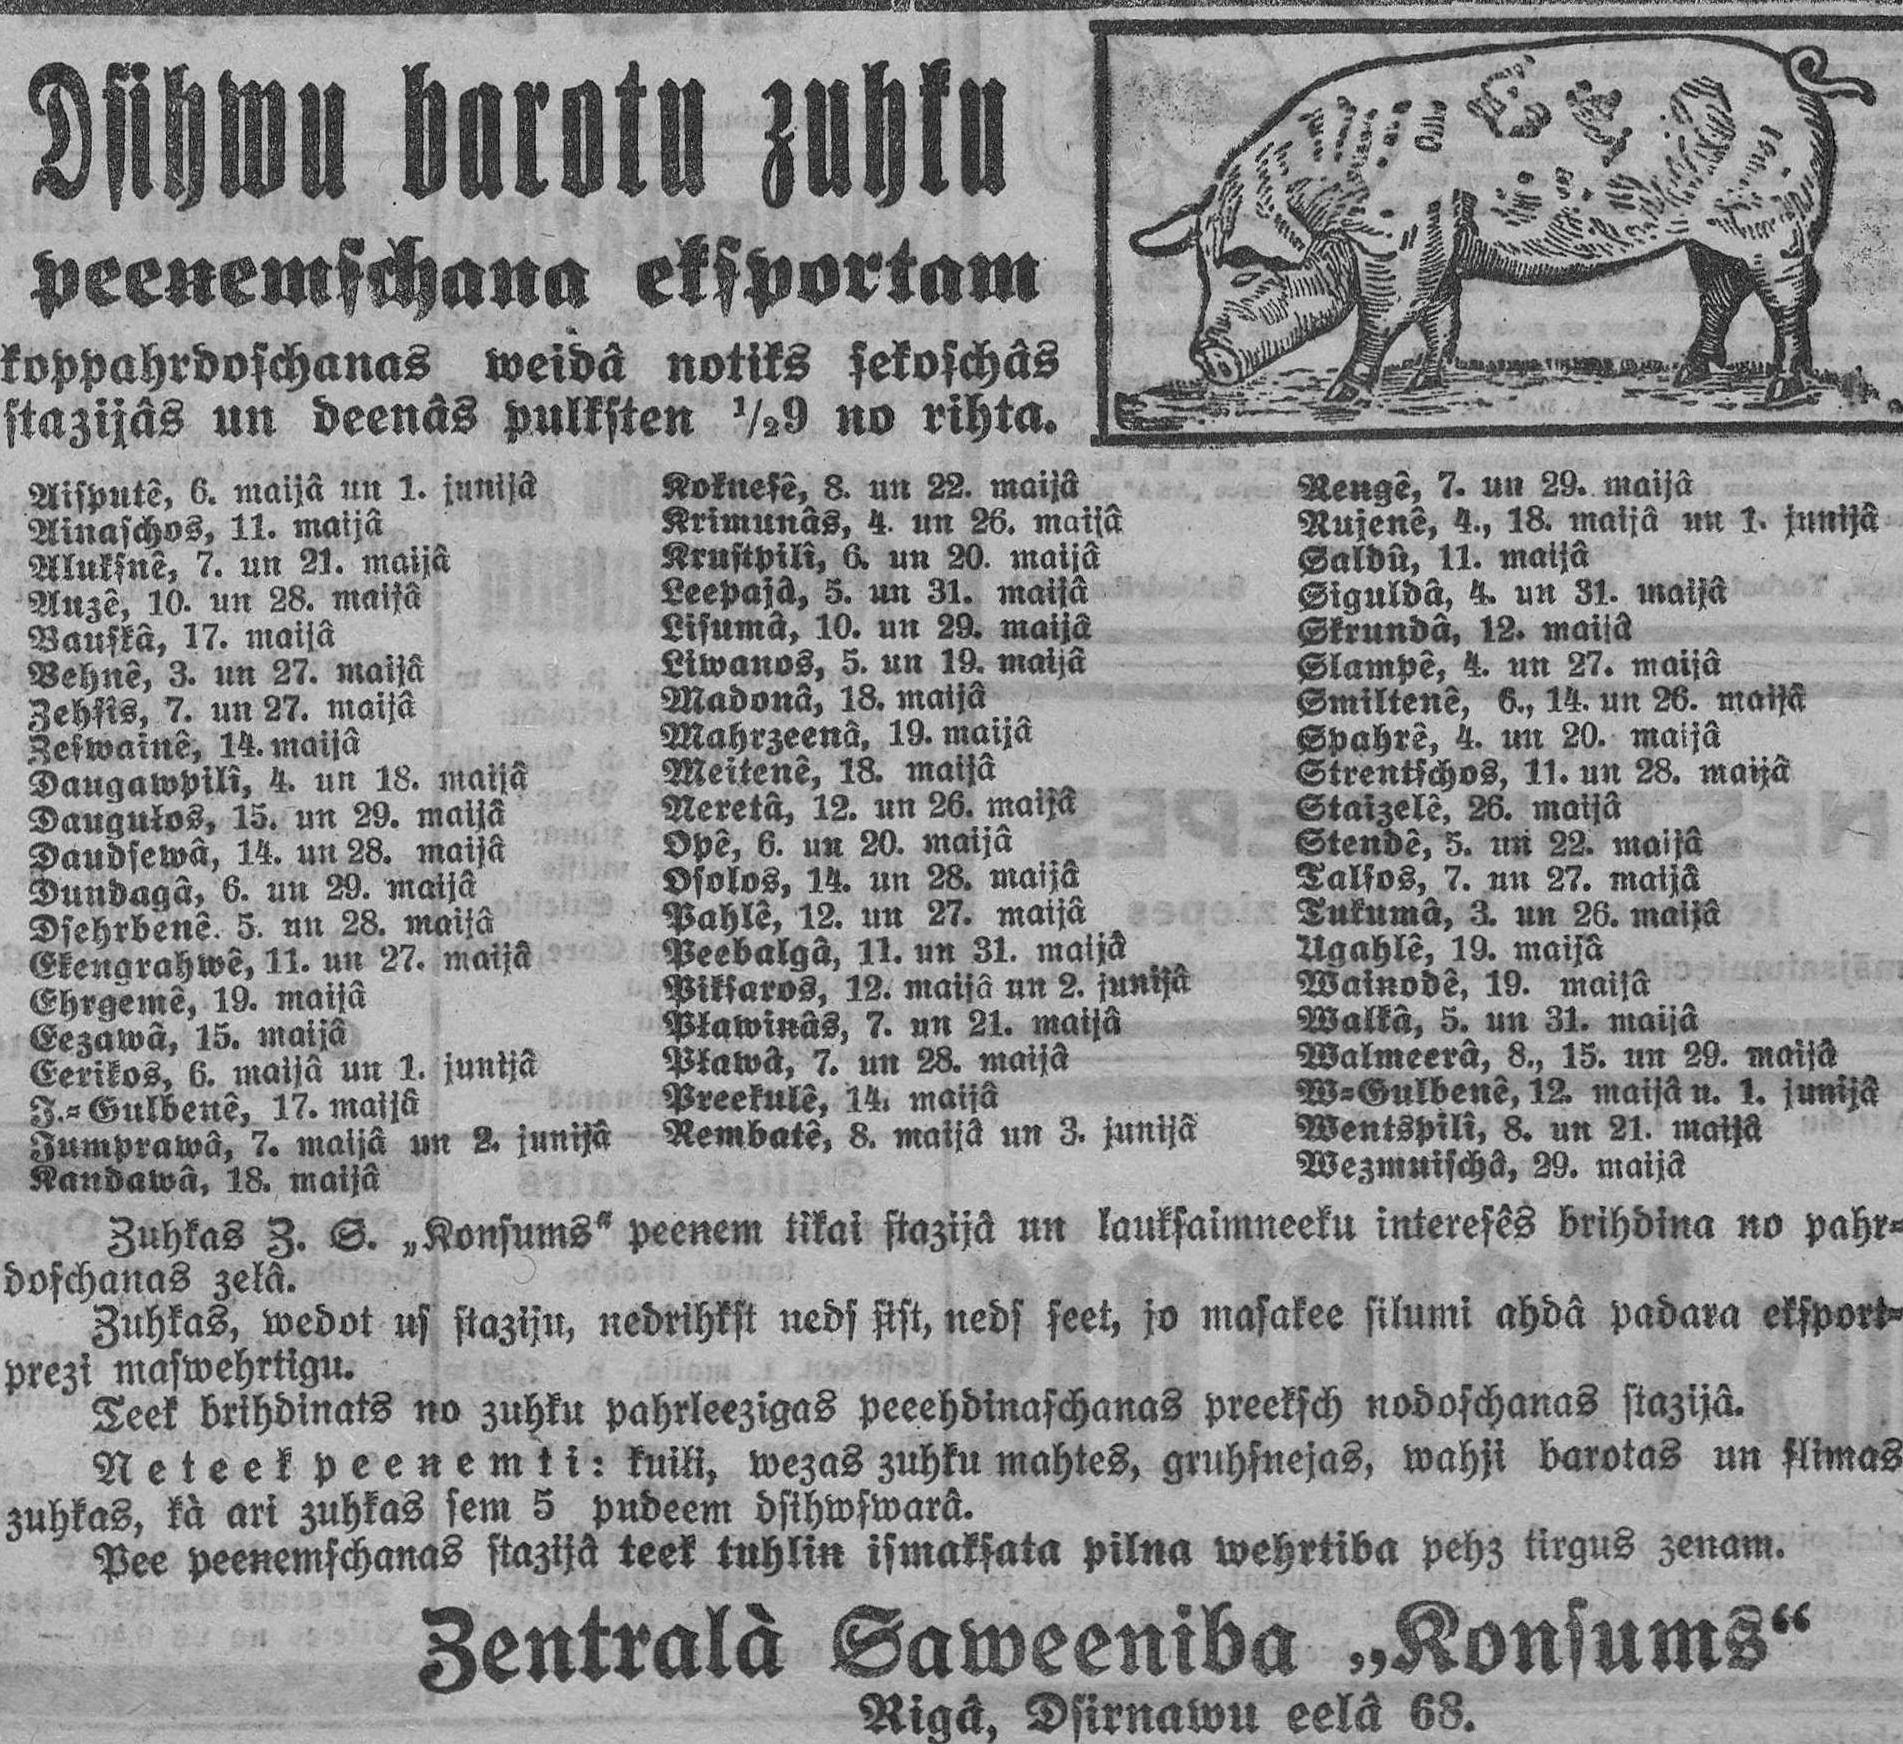 Dſihwu barotu zuhku
peenemſchana ekſportam
koppahrdoſchanas weidâ notiks ſekoſchâs
ſtazijâs un deenâs pulkſten ½9 no rihta.
Aiſputê, 6. maijâ un 1. junijâ
Ainaſchos, 11. maijâ
Alukſnê, 7. un 21. maijâ
Auzê, 10. un 28. maijâ
Bauſkâ, 17. maijâ
Behnê, 3. un 27. maijâ
Zehſis, 7. un 27. maijâ
Zeſwainê, 14. maijâ
Daugawpilî, 4. un 18. maijâ
Daugułos, 15. un 29. maijâ
Daudſewâ, 14. un 28. maijâ
Dundagâ, 6. un 29. maijâ
Dſehrbenê. 5. un 28. maijâ
Ekengrahwê, 11. un 27. maijâ
Ehrgemê, 19. maijâ
Eezawâ, 15. maijâ
Eerikos, 6. maijâ un 1. junijâ
J.=Gulbenê, 17. maijâ
Jumprawâ, 7. maijâ un 2. junijâ
Kandawâ, 18. maijâ
Kokneſê, 8. un 22. maijâ
Krimunâs, 4. un 26. maijâ
Kruſtpilî, 6. un 20. maijâ
Leepajâ, 5. un 31. maijâ
Liſumâ, 10. un 29. maijâ
Liwanos, 5. un 19. maijâ
Madonâ, 18. maijâ
Mahrzeenâ, 19. maijâ
Meitenê, 18. maijâ
Neretâ, 12. un 26. maijâ
Opê, 6. un 20. maijâ
Oſolos, 14. un 28. maijâ
Pahlê, 12. un 27. maijâ
Peebalgâ, 11. un 31. maijâ
Pikſaros, 12. maijâ un 2. junijâ
Pławinâs, 7. un 21. maijâ
Pławâ, 7. un 28. maijâ
Preekulê, 14. maijâ
Rembatê, 8. maijâ un 3. junijâ
Rengê, 7. un 29. maijâ
Rujenê, 4., 18. maijâ un 1. junijâ
Saldû, 11. maijâ
Siguldâ, 4. un 31. maijâ
Skrundâ, 12. maijâ
Slampê, 4. un 27. maijâ
Smiltenê, 6., 14. un 26. maijâ
Spahrê, 4. un 20. maijâ
Strentſchos, 11. un 28. maijâ
Staizelê, 26. maijâ
Stendê, 5. un 22. maijâ
Talſos, 7. un 27. maijâ
Tukumâ, 3. un 26. maijâ
Ugahlê, 19. maijâ
Wainodê, 19. maijâ
Walkâ, 5. un 31. maijâ
Walmeerâ, 8., 15. un 29. maijâ
W=Gulbenê, 12. maijâ u. 1. junijâ
Wentspilî, 8. un 21. maijâ
Wezmuiſchâ, 29. maijâ
Zuhkas Z. S. „Konſums“ peenem tikai ſtazijâ un laukſaimneeku intereſês brihdina no pahr=
doſchanas zełâ.
Zuhkas, wedot uſ ſtaziju, nedrihkſt nedſ ſiſt, nedſ ſeet, jo maſakee ſilumi ahdâ padara ekſport=
prezi maſwehrtigu.
Teek brihdinats no zuhku pahrleezigas peeehdinaſchanas preekſch nodoſchanas ſtazijâ.
Neteek peenemti: kuili, wezas zuhku mahtes, gruhſnejas, wahji barotas un ſlimas
zuhkas, kà ari zuhkas ſem 5 pudeem dſihwſwarâ.
Pee peenemſchanas ſtazijâ teek tuhlin iſmakſata pilna wehrtiba pehz tirgus zenam.
Zentralà Saweeniba „Konſums“
Rigâ, Dſirnawu eelâ 68.